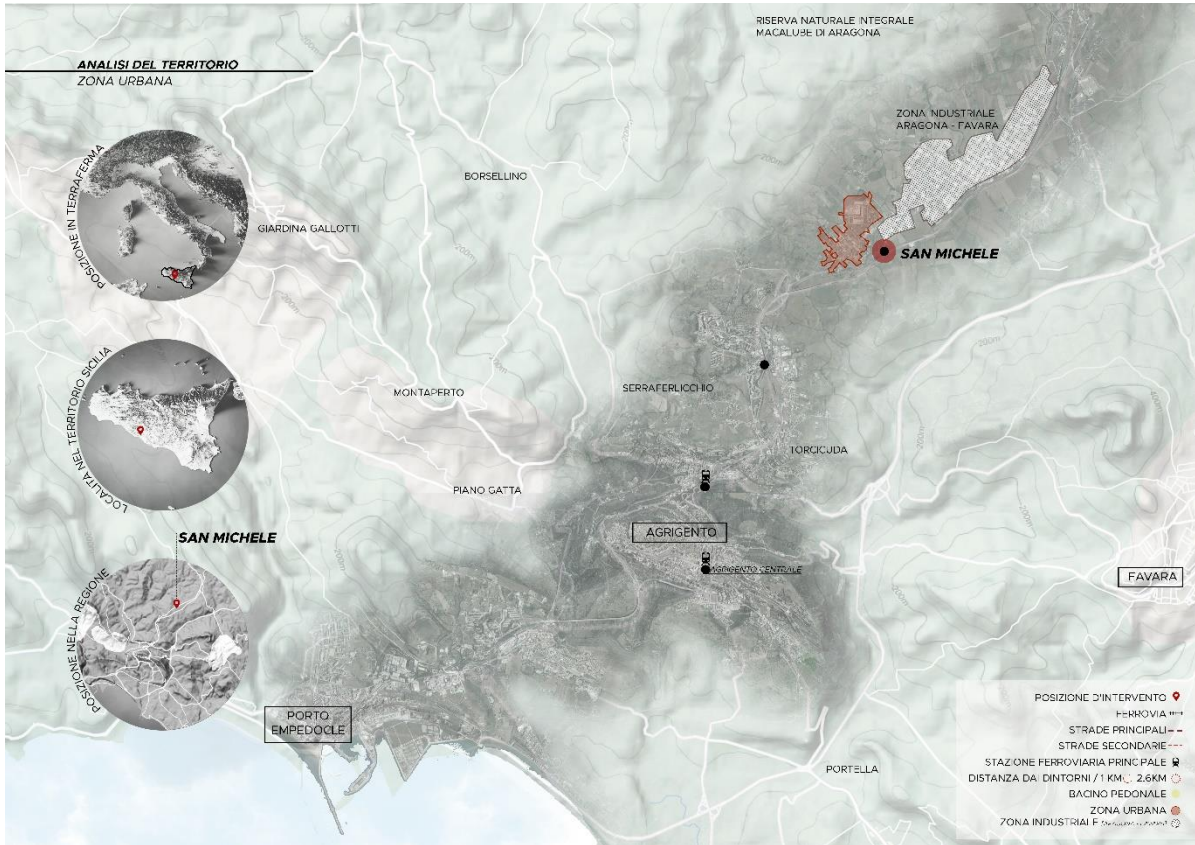 RISERVA NATURALE INTEGRALE
MACALUBE DI ARAGONA
ANALISI DEL TERRITORIO
ZONA URBANA
ZONA INDUSTRIALE
ARAGONA - FAVARA
POSIZIONE IN TERRAFERMA
BORSELLINO
GIARDINA GALLOTTI
SAN MICHELE
LOCALITA NEL TERRITORIO SICILIA
MONTAPERTO
SERRAFERLICCHIO
TORCICUDA
PIANO GATTA
AGRIGENTO
SAN MICHELE
AGRIGENTO CENTRALE
FAVARA
POSIZIONE NELLA REGIONE
PORTO
EMPEDOCLE
PORTELLA
POSIZIONE D'INTERVENTO
FERROVIA
STRADE PRINCIPALI
STRADE SECONDARIE
STAZIONE FERROVIARIA PRINCIPALE
DISTANZA DAI DINTORNI / 1 KM 2.6KM
BACINO PEDONALE
ZONA URBANA
ZONA INDUSTRIALE